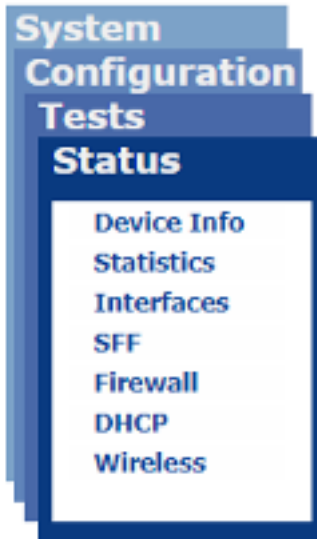 System
Configuration
Tests
Status
Device Info
Statistics
Interfaces
SFF
Firewall
DHCP
Wireless